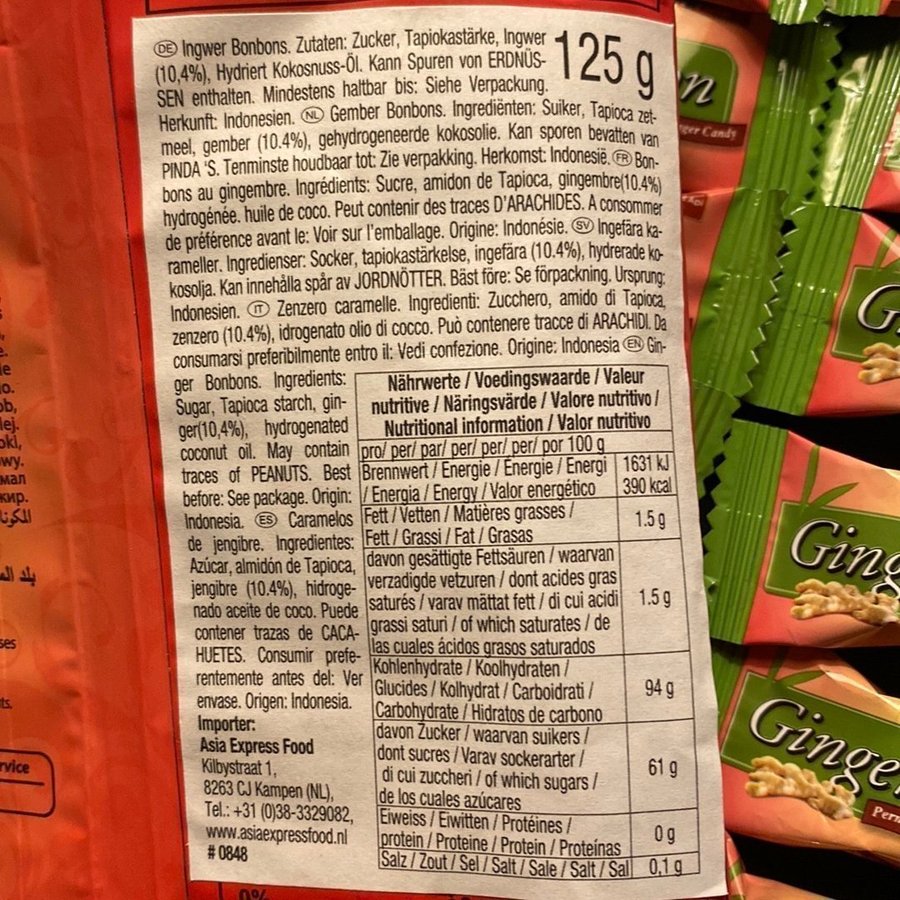 DE Ingwer Bonbons. Zutaten: Zucker, Tapiokastärke, Ingwer
(10,4%), Hydriert Kokosnuss-Öl. Kann Spuren von ERDNÜS-
SEN enthalten. Mindestens haltbar bis: Siehe Verpackung.
125 g
Herkunft: Indonesien. NL Gember Bonbons. Ingrediënten: Suiker, Tapioca zet-
meel, gember (10.4%), gehydrogeneerde kokosolie. Kan sporen bevatten van
PINDA 'S. Tenminste houdbaar tot: Zie verpakking. Herkomst: Indonesië. FR Bon-
bons au gingembre. Ingrédients: Sucre, amidon de Tapioca, gingembre(10.4%)
hydrogénée. huile de coco. Peut contenir des traces D'ARACHIDES. A consommer
de préférence avant le: Voir sur l'emballage. Origine: Indonésie. SV Ingefära ka-
rameller. Ingredienser: Socker, tapiokastärkelse, ingefära (10.4%), hydrerade ko-
kosolja. Kan innehålla spår av JORDNÖTTER. Bäst före: Se förpackning. Ursprung:
Indonesien. IT Zenzero caramelle. Ingredienti: Zucchero, amido di Tapioca,
zenzero (10.4%), idrogenato olio di cocco. Può contenere tracce di ARACHIDI. Da
consumarsi preferibilmente entro il: Vedi confezione. Origine: Indonesia EN Gin-
ger Bonbons. Ingredients:
Sugar, Tapioca starch, gin-
ger(10,4%), hydrogenated
coconut oil. May contain
traces of PEANUTS. Best
before: See package. Origin:
Indonesia. ES Caramelos
de jengibre. Ingredientes:
Azúcar, almidón de Tapioca,
jengibre (10.4%), hidroge-
nado aceite de coco. Puede
contener trazas de CACA-
HUETES. Consumir prefe-
rentemente antes del: Ver
envase. Origen: Indonesia.
Importer:
Asia Express Food
Kilbystraat 1,
8263 CJ Kampen (NL),
Tel.: +31 (0)38-3329082,
www.asiaexpressfood.nl
# 0848
Nährwerte / Voedingswaarde / Valeur
nutritive / Näringsvärde / Valore nutritivo /
Nutritional information / Valor nutritivo
pro/ per/ par/ per/ per/ per/ por 100 g
Brennwert / Energie / Énergie / Energi 1631 kJ
/ Energia / Energy / Valor energético 390 kcal
Fett / Vetten / Matières grasses /
Fett / Grassi / Fat / Grasas 1.5 g
davon gesättigte Fettsäuren / waarvan
verzadigde vetzuren / dont acides gras
saturés / varav mättat fett / di cui acidi 1.5 g
grassi saturi / of which saturates / de
las cuales ácidos grasos saturados
Kohlenhydrate / Koolhydraten /
Glucides / Kolhydrat / Carboidrati / 94 g
Carbohydrate / Hidratos de carbono
davon Zucker / waarvan suikers /
dont sucres / Varav sockerarter /
di cui zuccheri / of which sugars / 61 g
de los cuales azúcares
Eiweiss / Eiwitten / Protéines /
protein / Proteine / Protein / Proteínas 0 g
Salz / Zout / Sel / Salt / Sale / Salt / Sal 0,1 g
0%